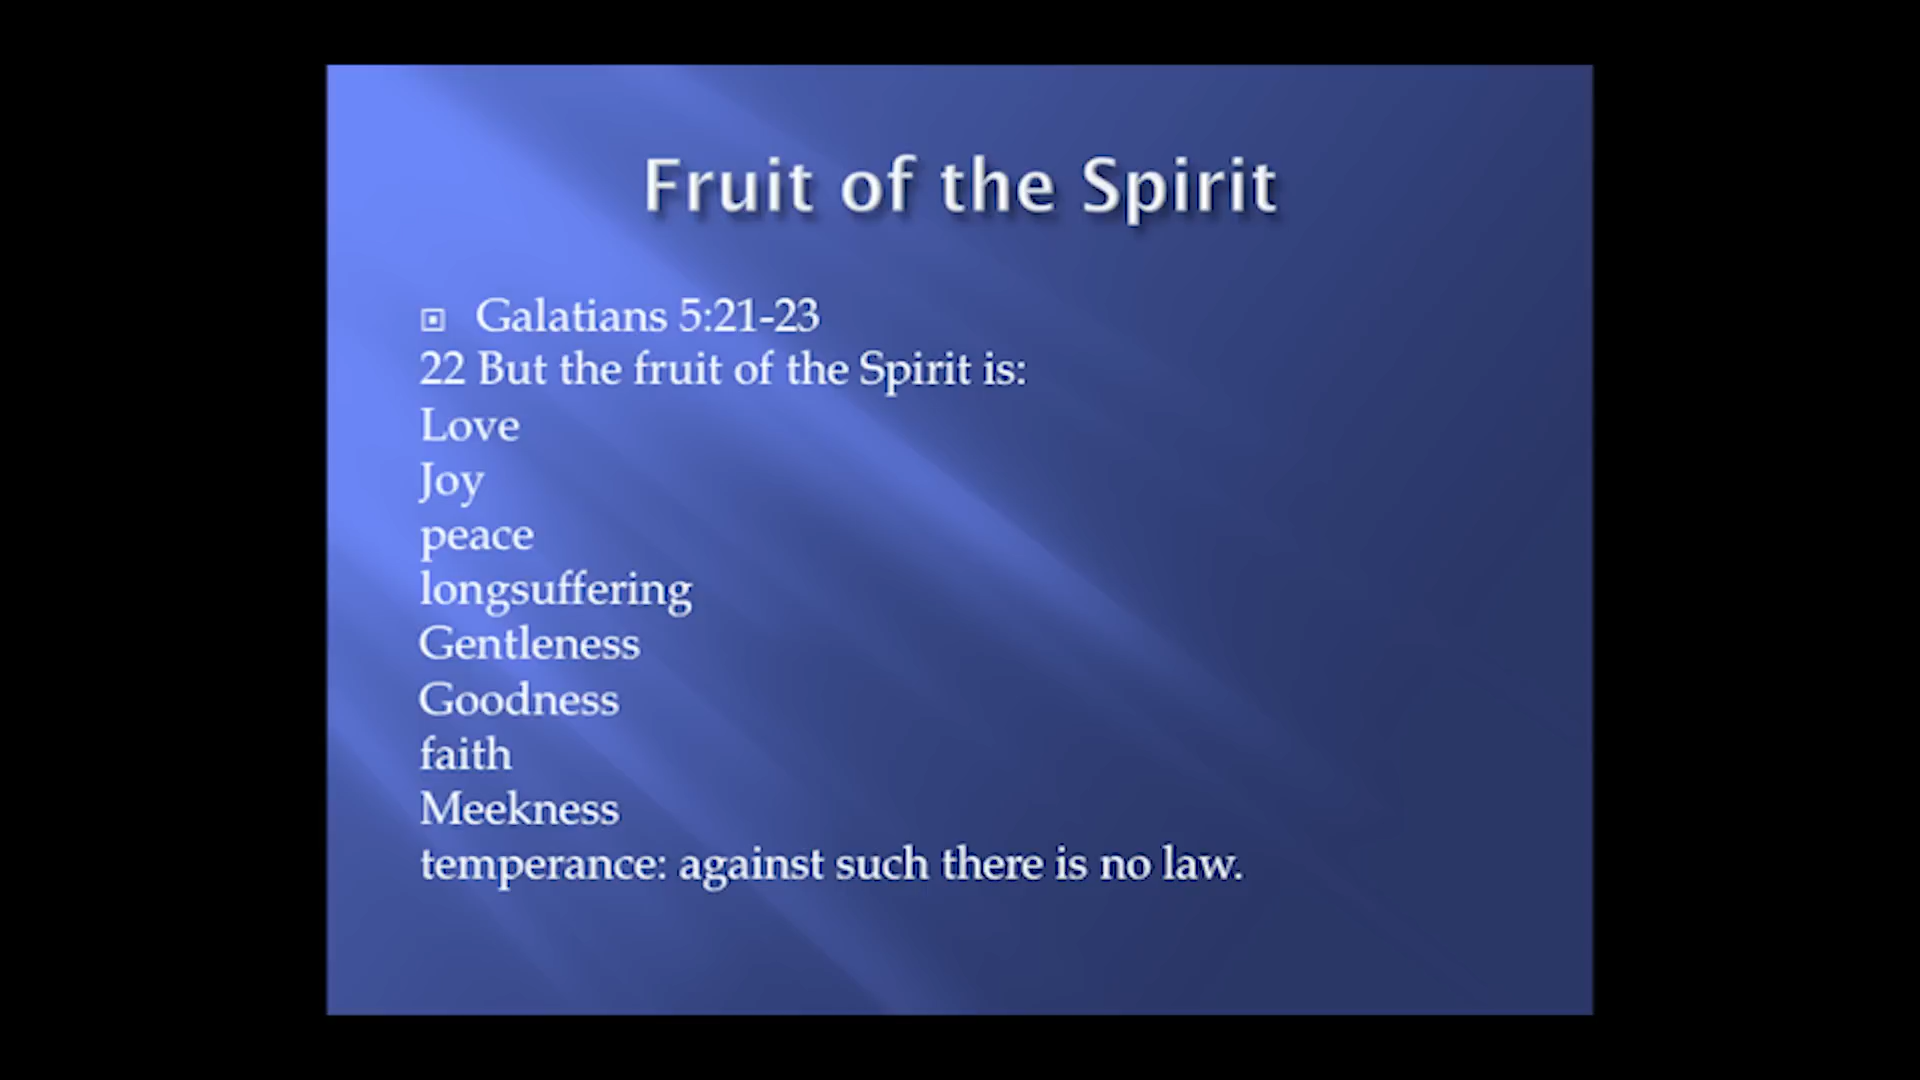 Fruit of the Spirit
Galatians 5:21-23
22 But the fruit of the Spirit is:
Love
Joy
peace
longsuffering
Gentleness
Goodness
faith
Meekness
temperance: against such there is no law.